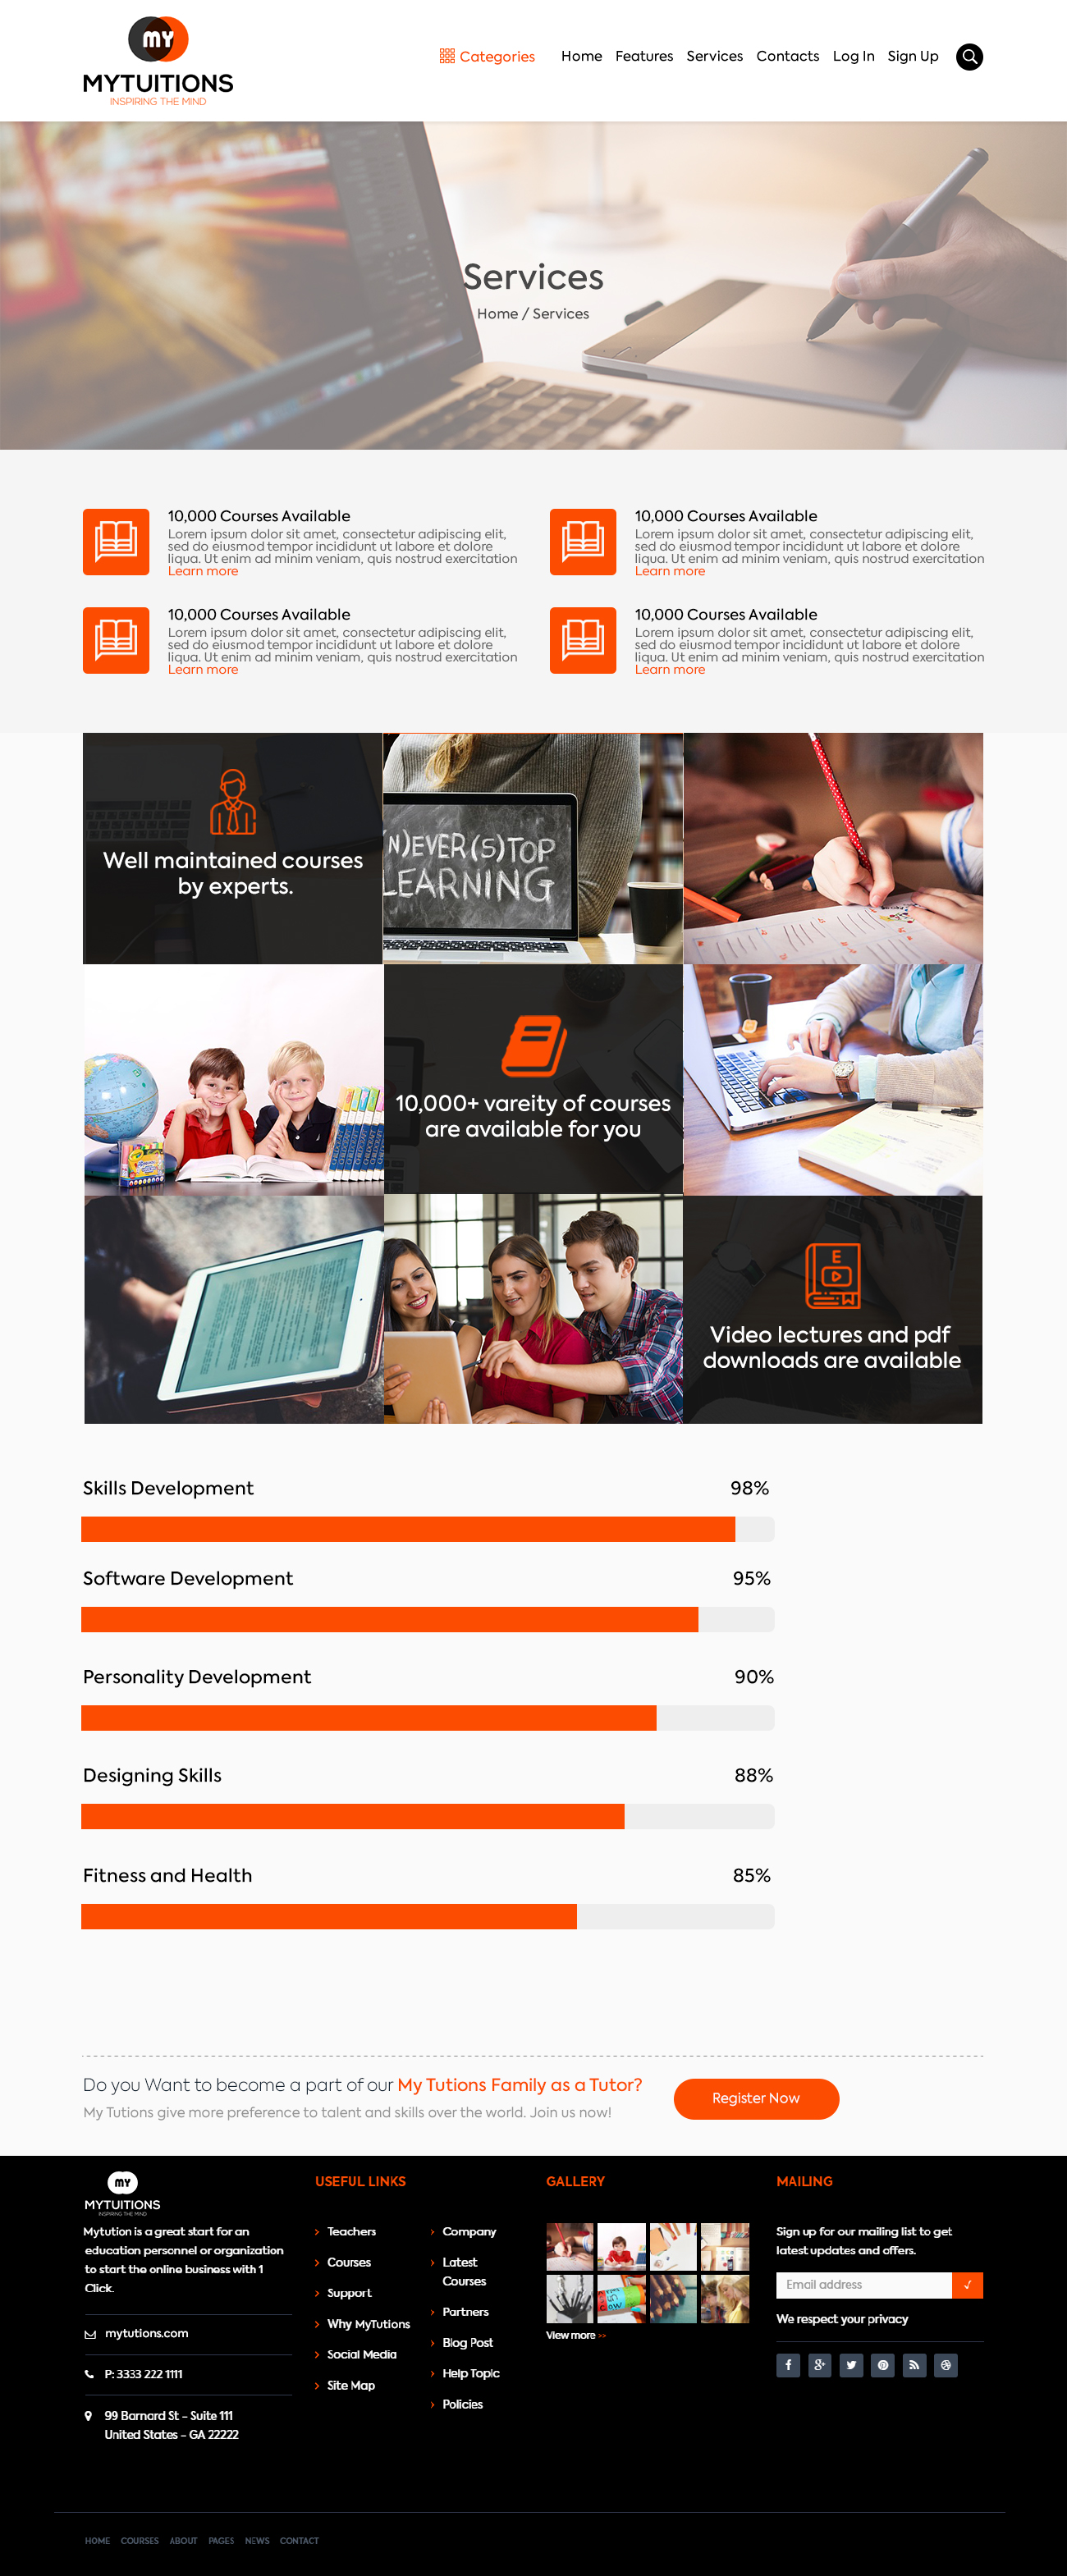 MY
MYTUITIONS
INSPIRING THE MIND
Categories
Home Features Services Contacts Log In Sign Up
Services
Home / Services
10,000 Courses Available
Lorem ipsum dolor sit amet, consectetur adipiscing elit,
sed do eiusmod tempor incididunt ut labore et dolore
liqua. Ut enim ad minim veniam, quis nostrud exercitation
Learn more
10,000 Courses Available
Lorem ipsum dolor sit amet, consectetur adipiscing elit,
sed do eiusmod tempor incididunt ut labore et dolore
liqua. Ut enim ad minim veniam, quis nostrud exercitation
Learn more
10,000 Courses Available
Lorem ipsum dolor sit amet, consectetur adipiscing elit,
sed do eiusmod tempor incididunt ut labore et dolore
liqua. Ut enim ad minim veniam, quis nostrud exercitation
Learn more
10,000 Courses Available
Lorem ipsum dolor sit amet, consectetur adipiscing elit,
sed do eiusmod tempor incididunt ut labore et dolore
liqua. Ut enim ad minim veniam, quis nostrud exercitation
Learn more
Well maintained courses
by experts.
(N)EVER(S)TOP
LEARNING
10,000+ vareity of courses
are available for you
E
W
Video lectures and pdf
downloads are available
Skills Development 98%
Software Development 95%
Personality Development 90%
Designing Skills 88%
Fitness and Health 85%
Do you Want to become a part of our My Tutions Family as a Tutor?
My Tutions give more preference to talent and skills over the world. Join us now!
Register Now
MY
MYTUITIONS
INSPIRING THE MIND
Mytution is a great start for an
education personnel or organization
to start the online business with 1
Click.
mytutions.com
P: 3333 222 1111
99 Barnard St - Suite 111
United States - GA 22222
USEFUL LINKS
Teachers
Courses
Support
Why MyTutions
Social Media
Site Map
Company
Latest
Courses
Partners
Blog Post
Help Topic
Policies
GALLERY
View more >>
MAILING
Sign up for our mailing list to get
latest updates and offers.
Email address
We respect your privacy
HOME COURSES ABOUT PAGES NEWS CONTACT